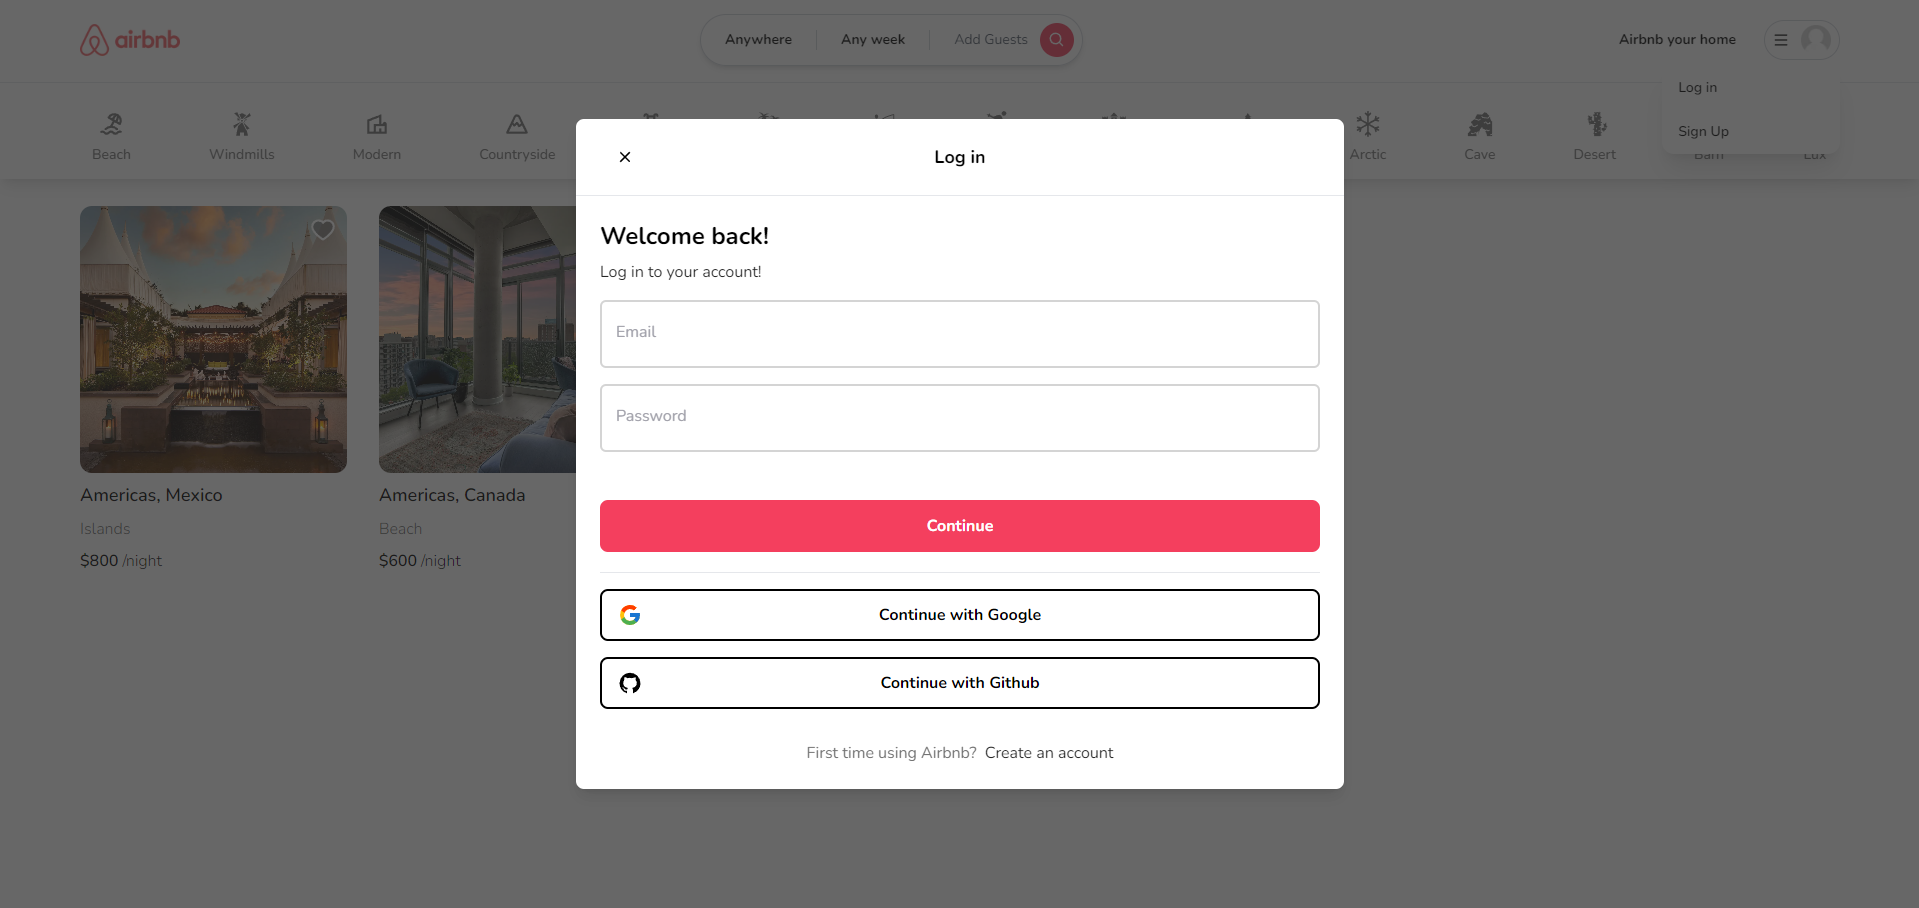 airbnb
Anywhere
Any week
Add Guests
Airbnb your home
Log in
Sign Up
Beach
Windmills
Modern
Countryside
Arctic
Cave
Desert
Barn
Lux
Log in
Welcome back!
Log in to your account!
Email
Password
Continue
Continue with Google
Continue with Github
First time using Airbnb? Create an account
Americas, Mexico
Islands
$800 /night
Americas, Canada
Beach
$600 /night